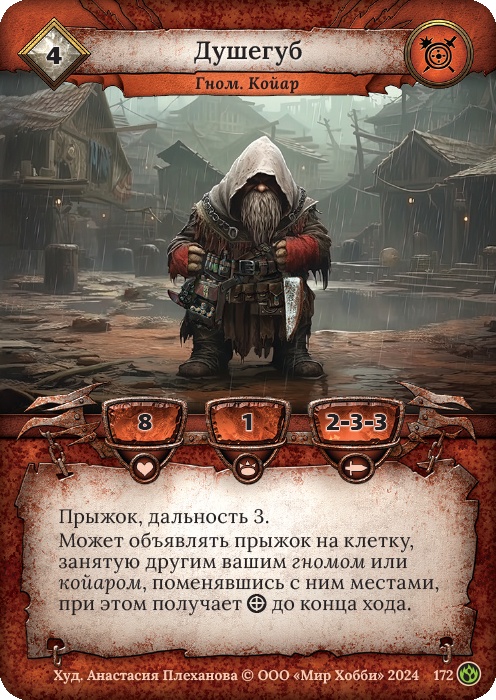 4
Душегуб
Гном. Койар
8
1
2-3-3
Прыжок, дальность 3.
Может объявлять прыжок на клетку,
занятую другим вашим гномом или
койаром, поменявшись с ним местами,
при этом получает до конца хода.
Худ. Анастасия Плеханова © ООО «Мир Хобби» 2024 172